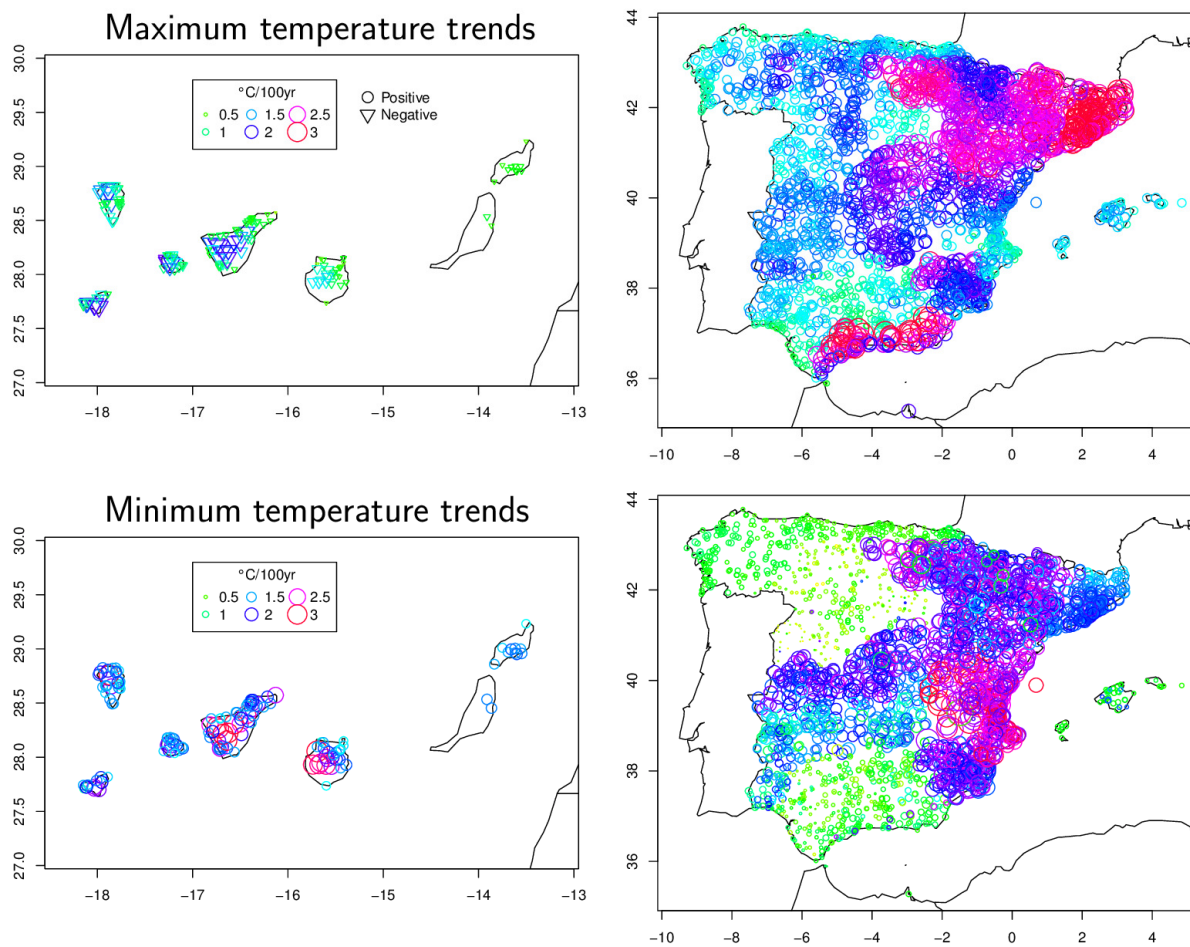 Maximum temperature trends
°C/100yr
0.5 1.5 2.5
1 2 3
Positive
Negative
30.0
29.5
29.0
28.5
28.0
27.5
27.0
−18 −17 −16 −15 −14 −13
44
42
40
38
36
−10 −8 −6 −4 −2 0 2 4
Minimum temperature trends
°C/100yr
0.5 1.5 2.5
1 2 3
30.0
29.5
29.0
28.5
28.0
27.5
27.0
−18 −17 −16 −15 −14 −13
44
42
40
38
36
−10 −8 −6 −4 −2 0 2 4